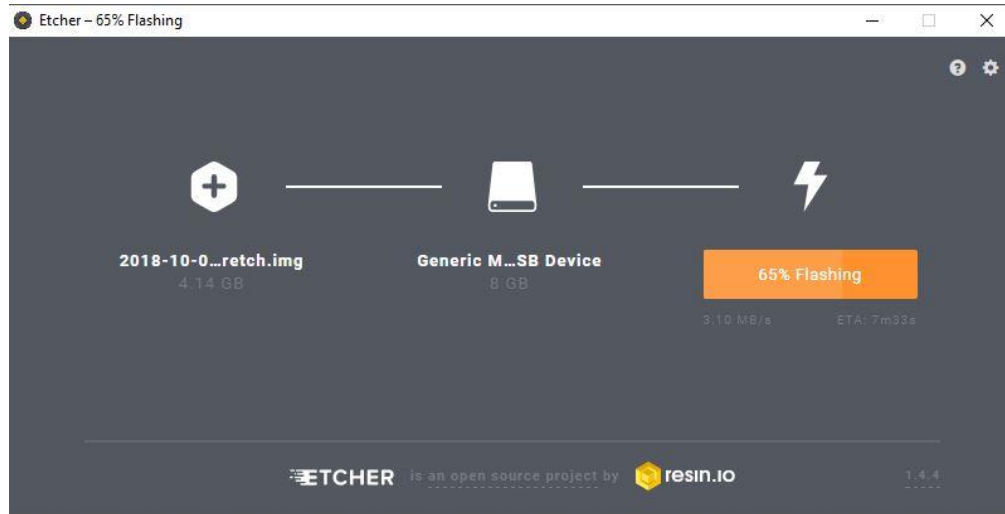 Etcher – 65% Flashing
2018-10-0...retch.img
Generic M...SB Device
4.14 GB
8 GB
65% Flashing
3.10 MB/s
ETA: 7m33s
ETCHER is an open source project by resin.io
1.4.4